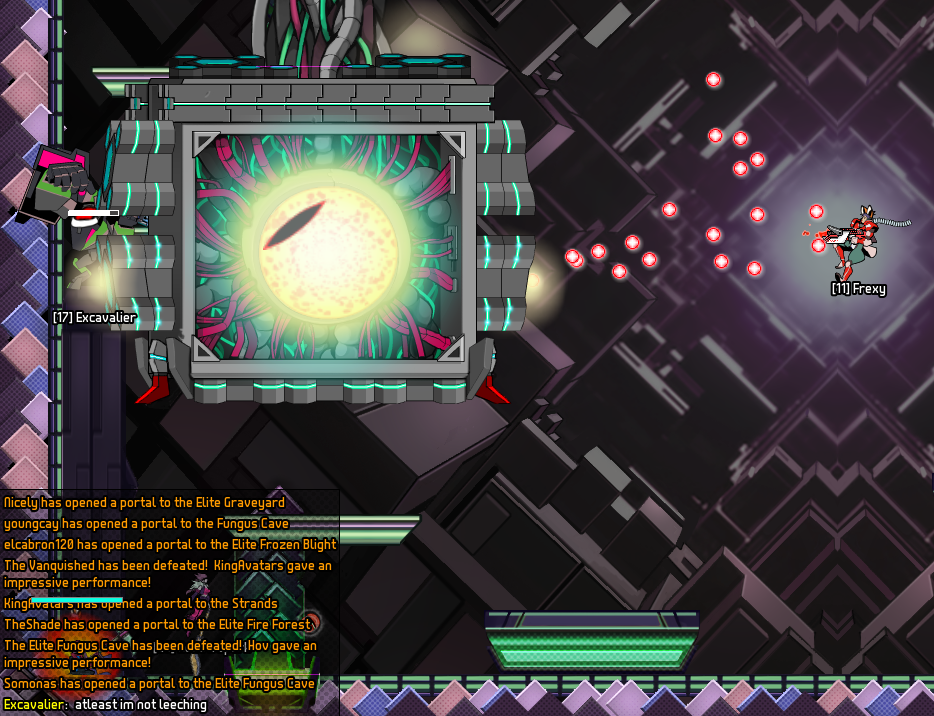 [17] Excavalier
[11] Frexy
Nicely has opened a portal to the Elite Graveyard
youngcay has opened a portal to the Fungus Cave
elcabron120 has opened a portal to the Elite Frozen Blight
The Vanquished has been defeated!  KingAvatars gave an
impressive performance!
KingAvatars has opened a portal to the Strands
TheShade has opened a portal to the Elite Fire Forest
The Elite Fungus Cave has been defeated!  Hov gave an
impressive performance!
Somonas has opened a portal to the Elite Fungus Cave
Excavalier:  atleast im not leeching